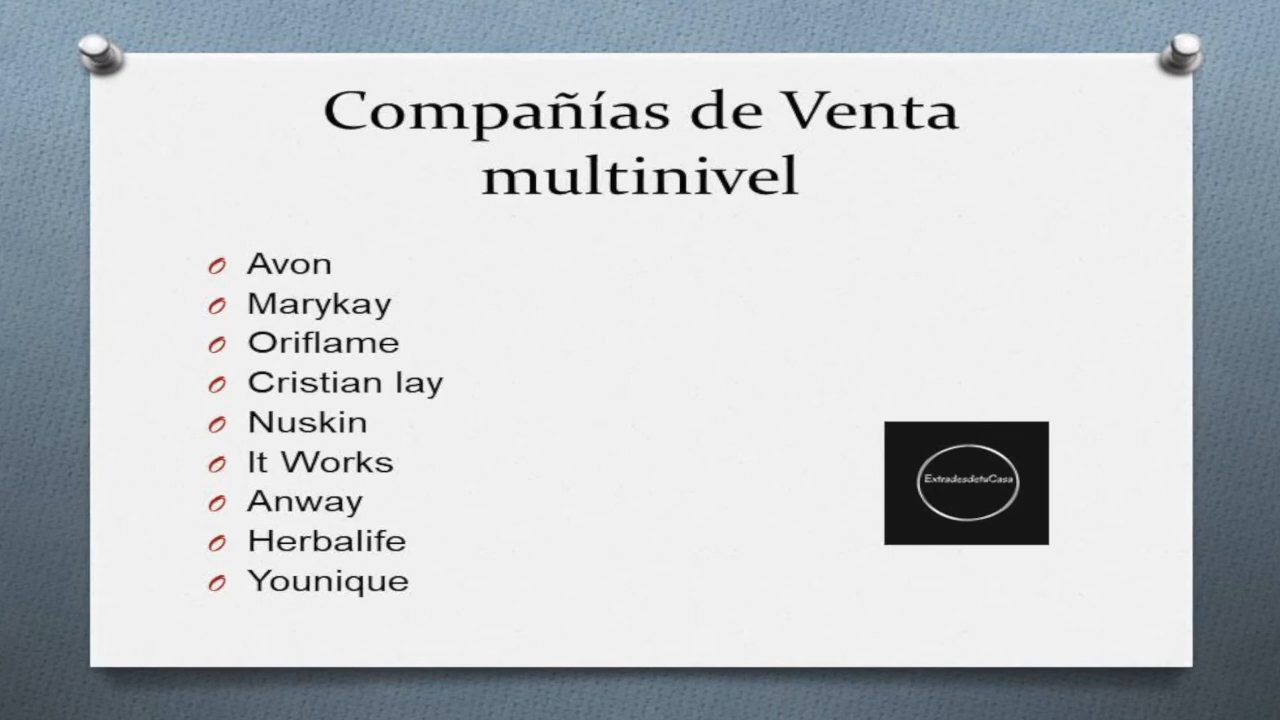 Compañías de Venta
multinivel
Avon
Marykay
Oriflame
Cristian lay
Nuskin
It Works
Anway
Herbalife
Younique
ExtradesdetuCasa